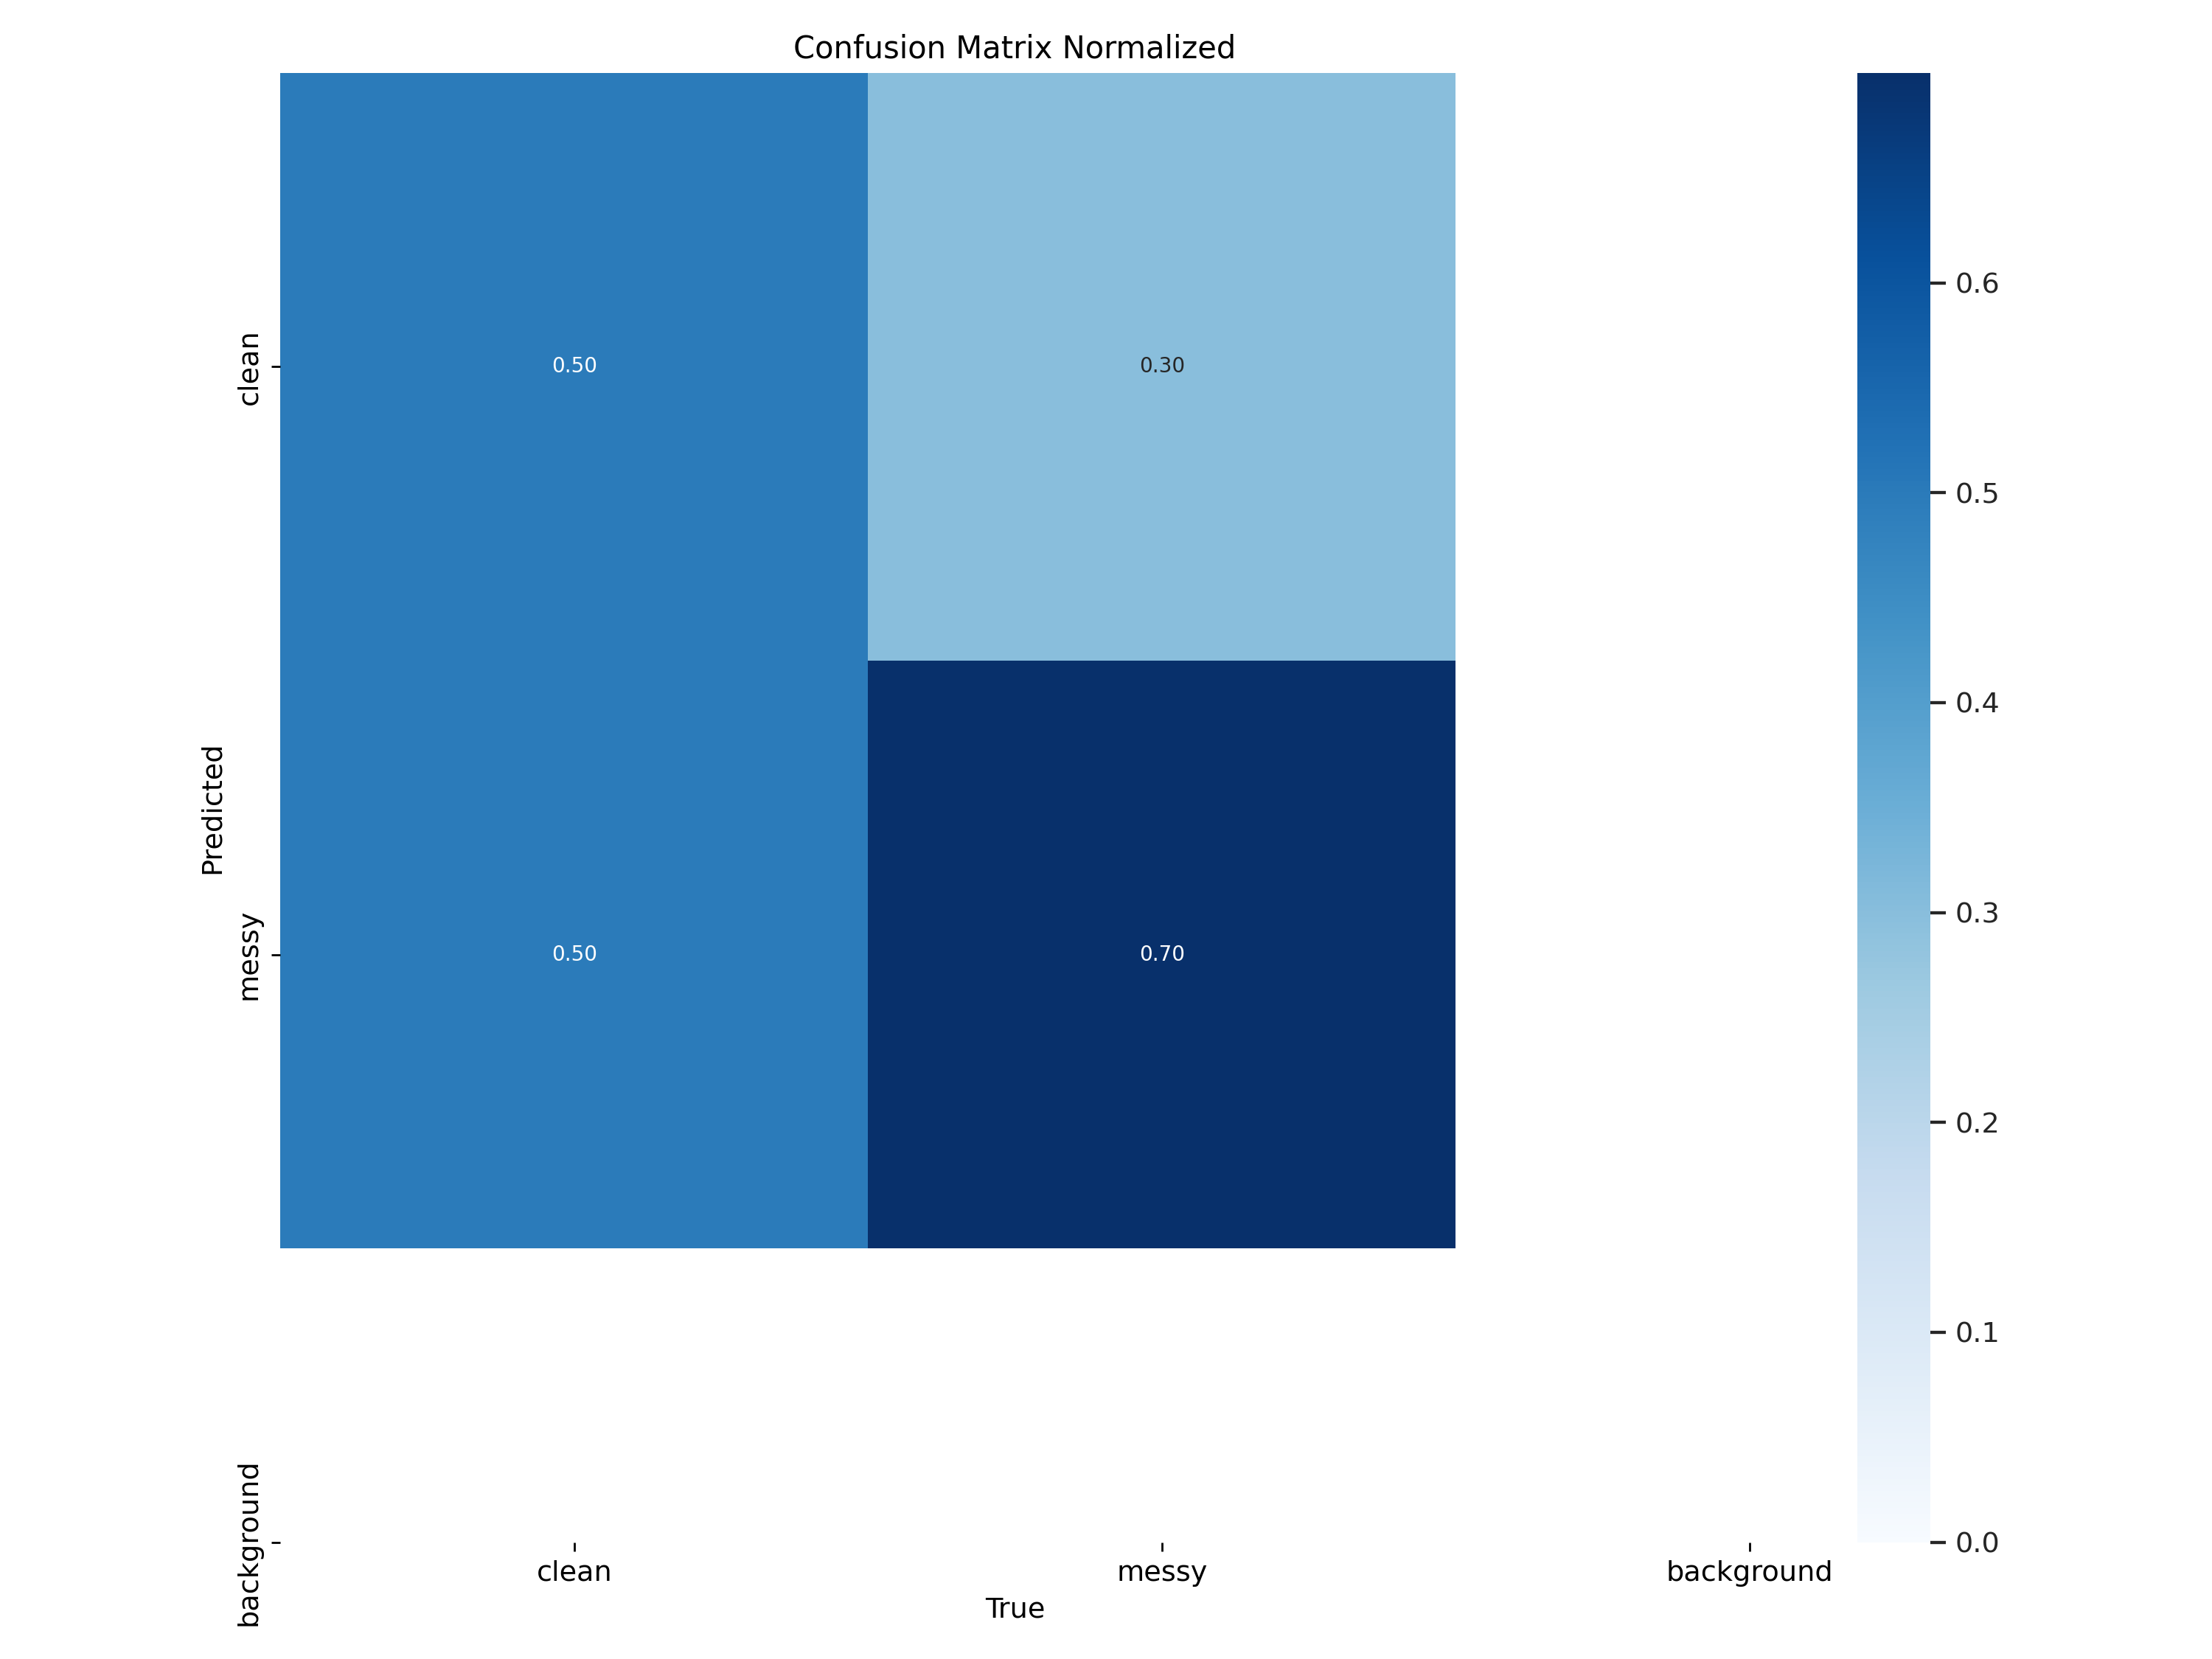 Confusion Matrix Normalized
clean
0.50
0.30
Predicted
messy
0.50
0.70
background
clean
messy
background
True
0.6
0.5
0.4
0.3
0.2
0.1
0.0